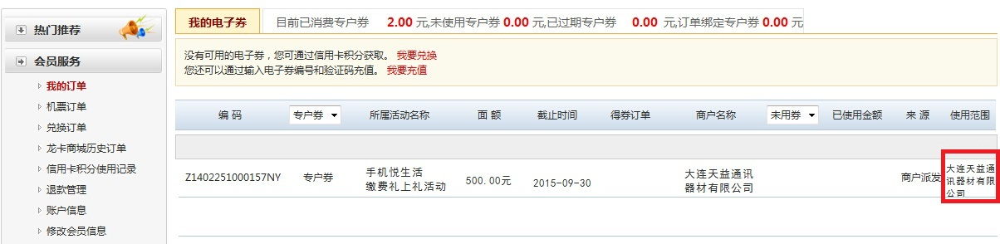 热门推荐
会员服务
我的订单
机票订单
兑换订单
龙卡商城历史订单
信用卡积分使用记录
退款管理
账户信息
修改会员信息
我的电子券 目前已消费专户券 2.00 元,未使用专户券 0.00 元,已过期专户券 0.00 元,订单绑定专户券 0.00 元
没有可用的电子券，您可通过信用卡积分获取。 我要兑换
您还可以通过输入电子券编号和验证码充值。 我要充值
编 码 专户券 所属活动名称 面 额 截止时间 得券订单 商户名称 未用券 已使用金额 来 源 使用范围
Z1402251000157NY 专户券 手机悦生活 500.00元 2015-09-30 大连天益通讯 商户派发 大连天益通
缴费礼上礼活动 器材有限公司 讯器材有限
公司